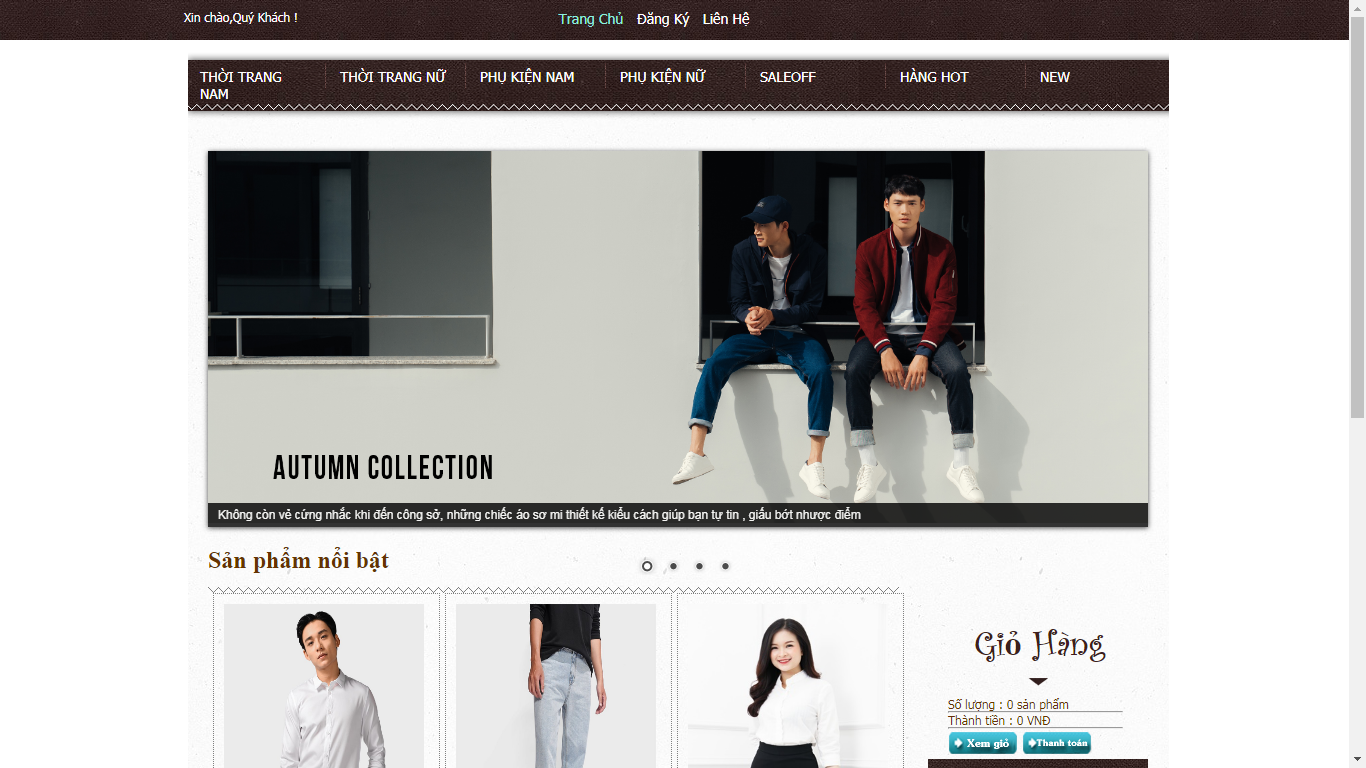 Xin chào,Quý Khách !
Trang Chủ Đăng Ký Liên Hệ
THỜI TRANG NAM
THỜI TRANG NỮ
PHỤ KIỆN NAM
PHỤ KIỆN NỮ
SALEOFF
HÀNG HOT
NEW
AUTUMN COLLECTION
Không còn vẻ cứng nhắc khi đến công sở, những chiếc áo sơ mi thiết kế kiểu cách giúp bạn tự tin , giấu bớt nhược điểm
Sản phẩm nổi bật
Giỏ Hàng
Số lượng : 0 sản phẩm
Thành tiền : 0 VNĐ
Xem giỏ Thanh toán